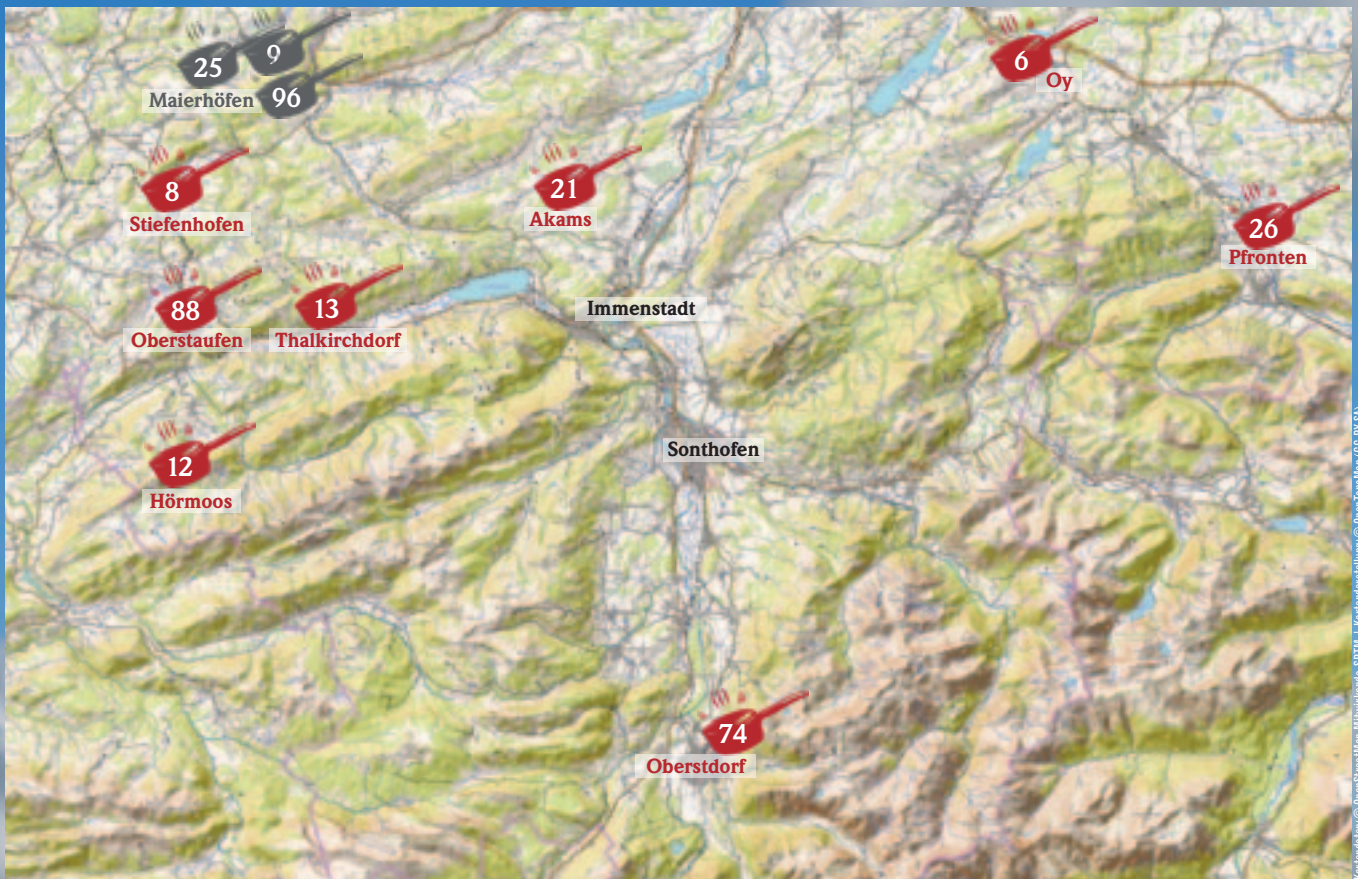 25
9
Maierhöfen
96
6
Oy
8
Stiefenhofen
21
Akams
26
Pfronten
88
Oberstaufen
13
Thalkirchdorf
Immenstadt
Sonthofen
12
Hörmoos
74
Oberstdorf